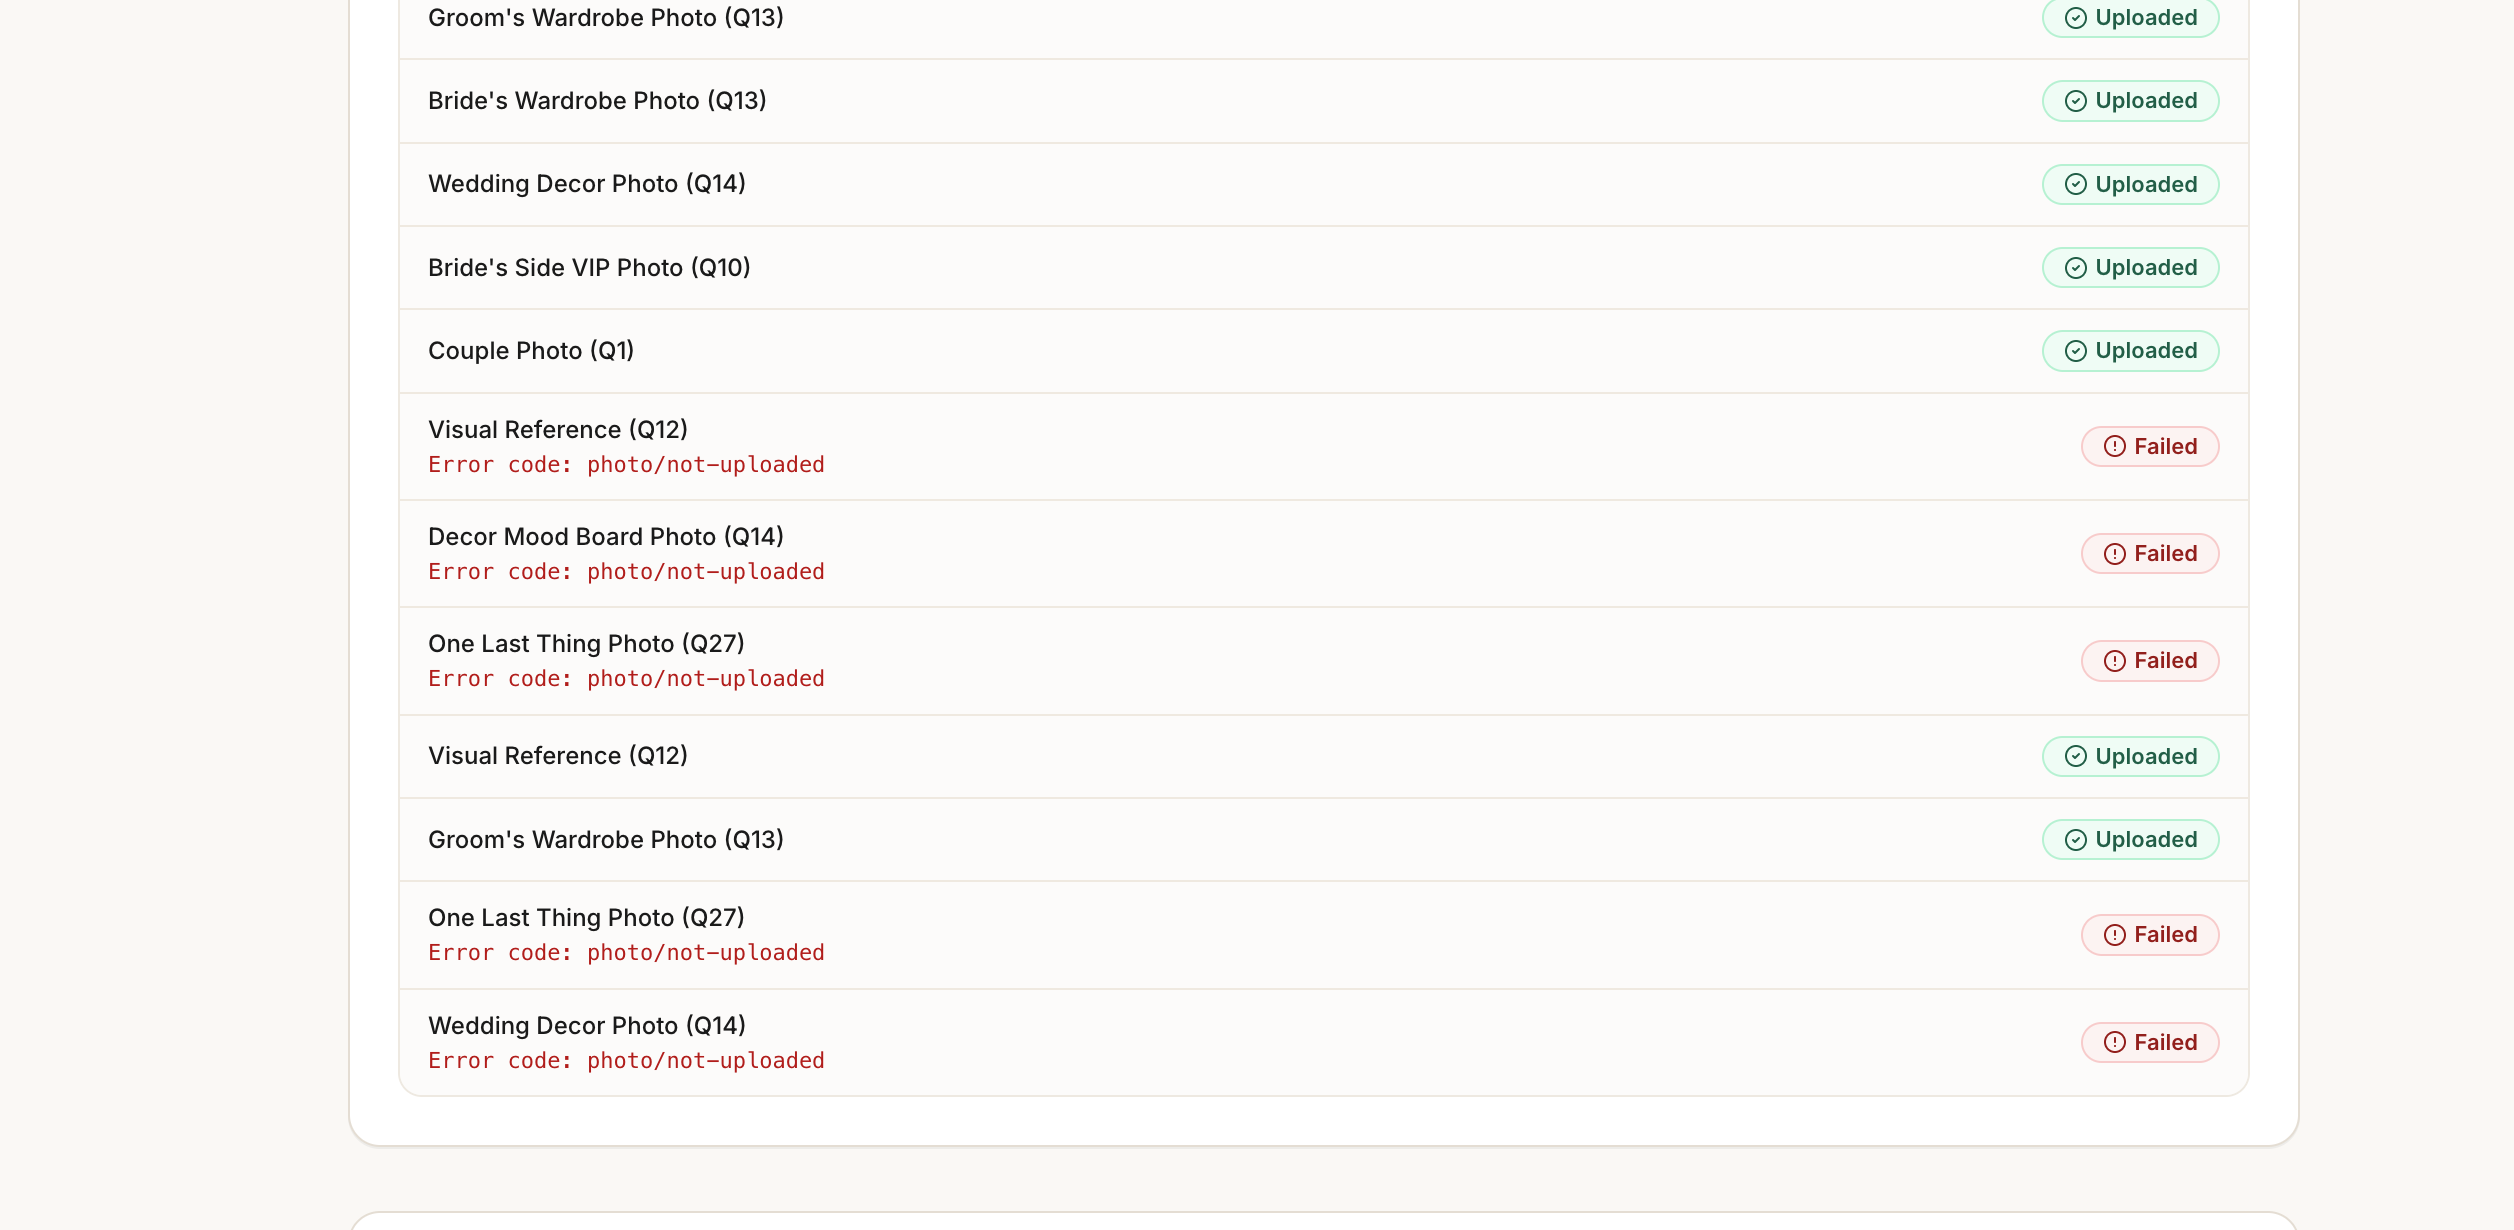 Groom's Wardrobe Photo (Q13)
Uploaded
Bride's Wardrobe Photo (Q13)
Uploaded
Wedding Decor Photo (Q14)
Uploaded
Bride's Side VIP Photo (Q10)
Uploaded
Couple Photo (Q1)
Uploaded
Visual Reference (Q12)
Error code: photo/not-uploaded
Failed
Decor Mood Board Photo (Q14)
Error code: photo/not-uploaded
Failed
One Last Thing Photo (Q27)
Error code: photo/not-uploaded
Failed
Visual Reference (Q12)
Uploaded
Groom's Wardrobe Photo (Q13)
Uploaded
One Last Thing Photo (Q27)
Error code: photo/not-uploaded
Failed
Wedding Decor Photo (Q14)
Error code: photo/not-uploaded
Failed